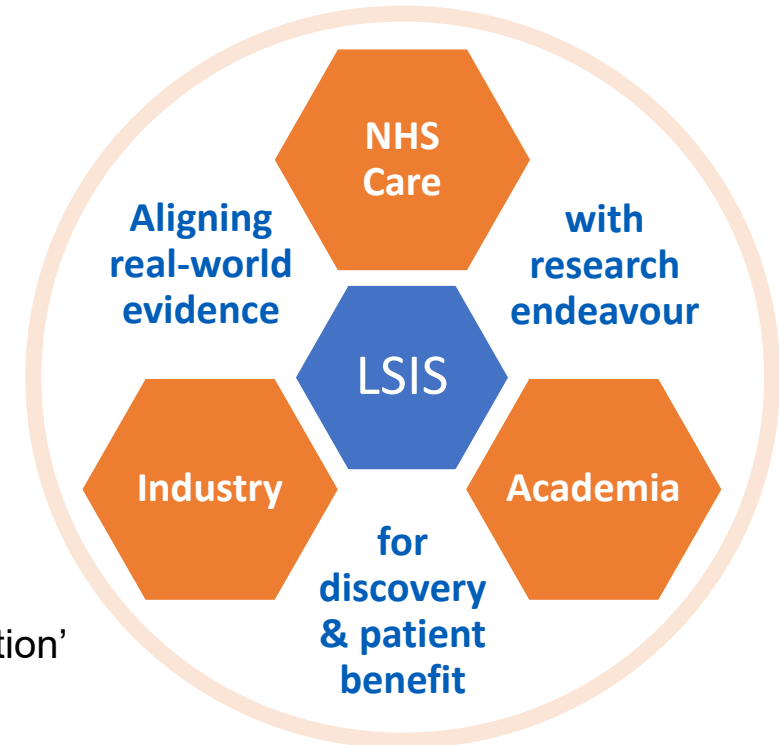 NHS
Care
Aligning
real-world
evidence
with
research
endeavour
LSIS
Industry
Academia
for
discovery
& patient
benefit
tion’